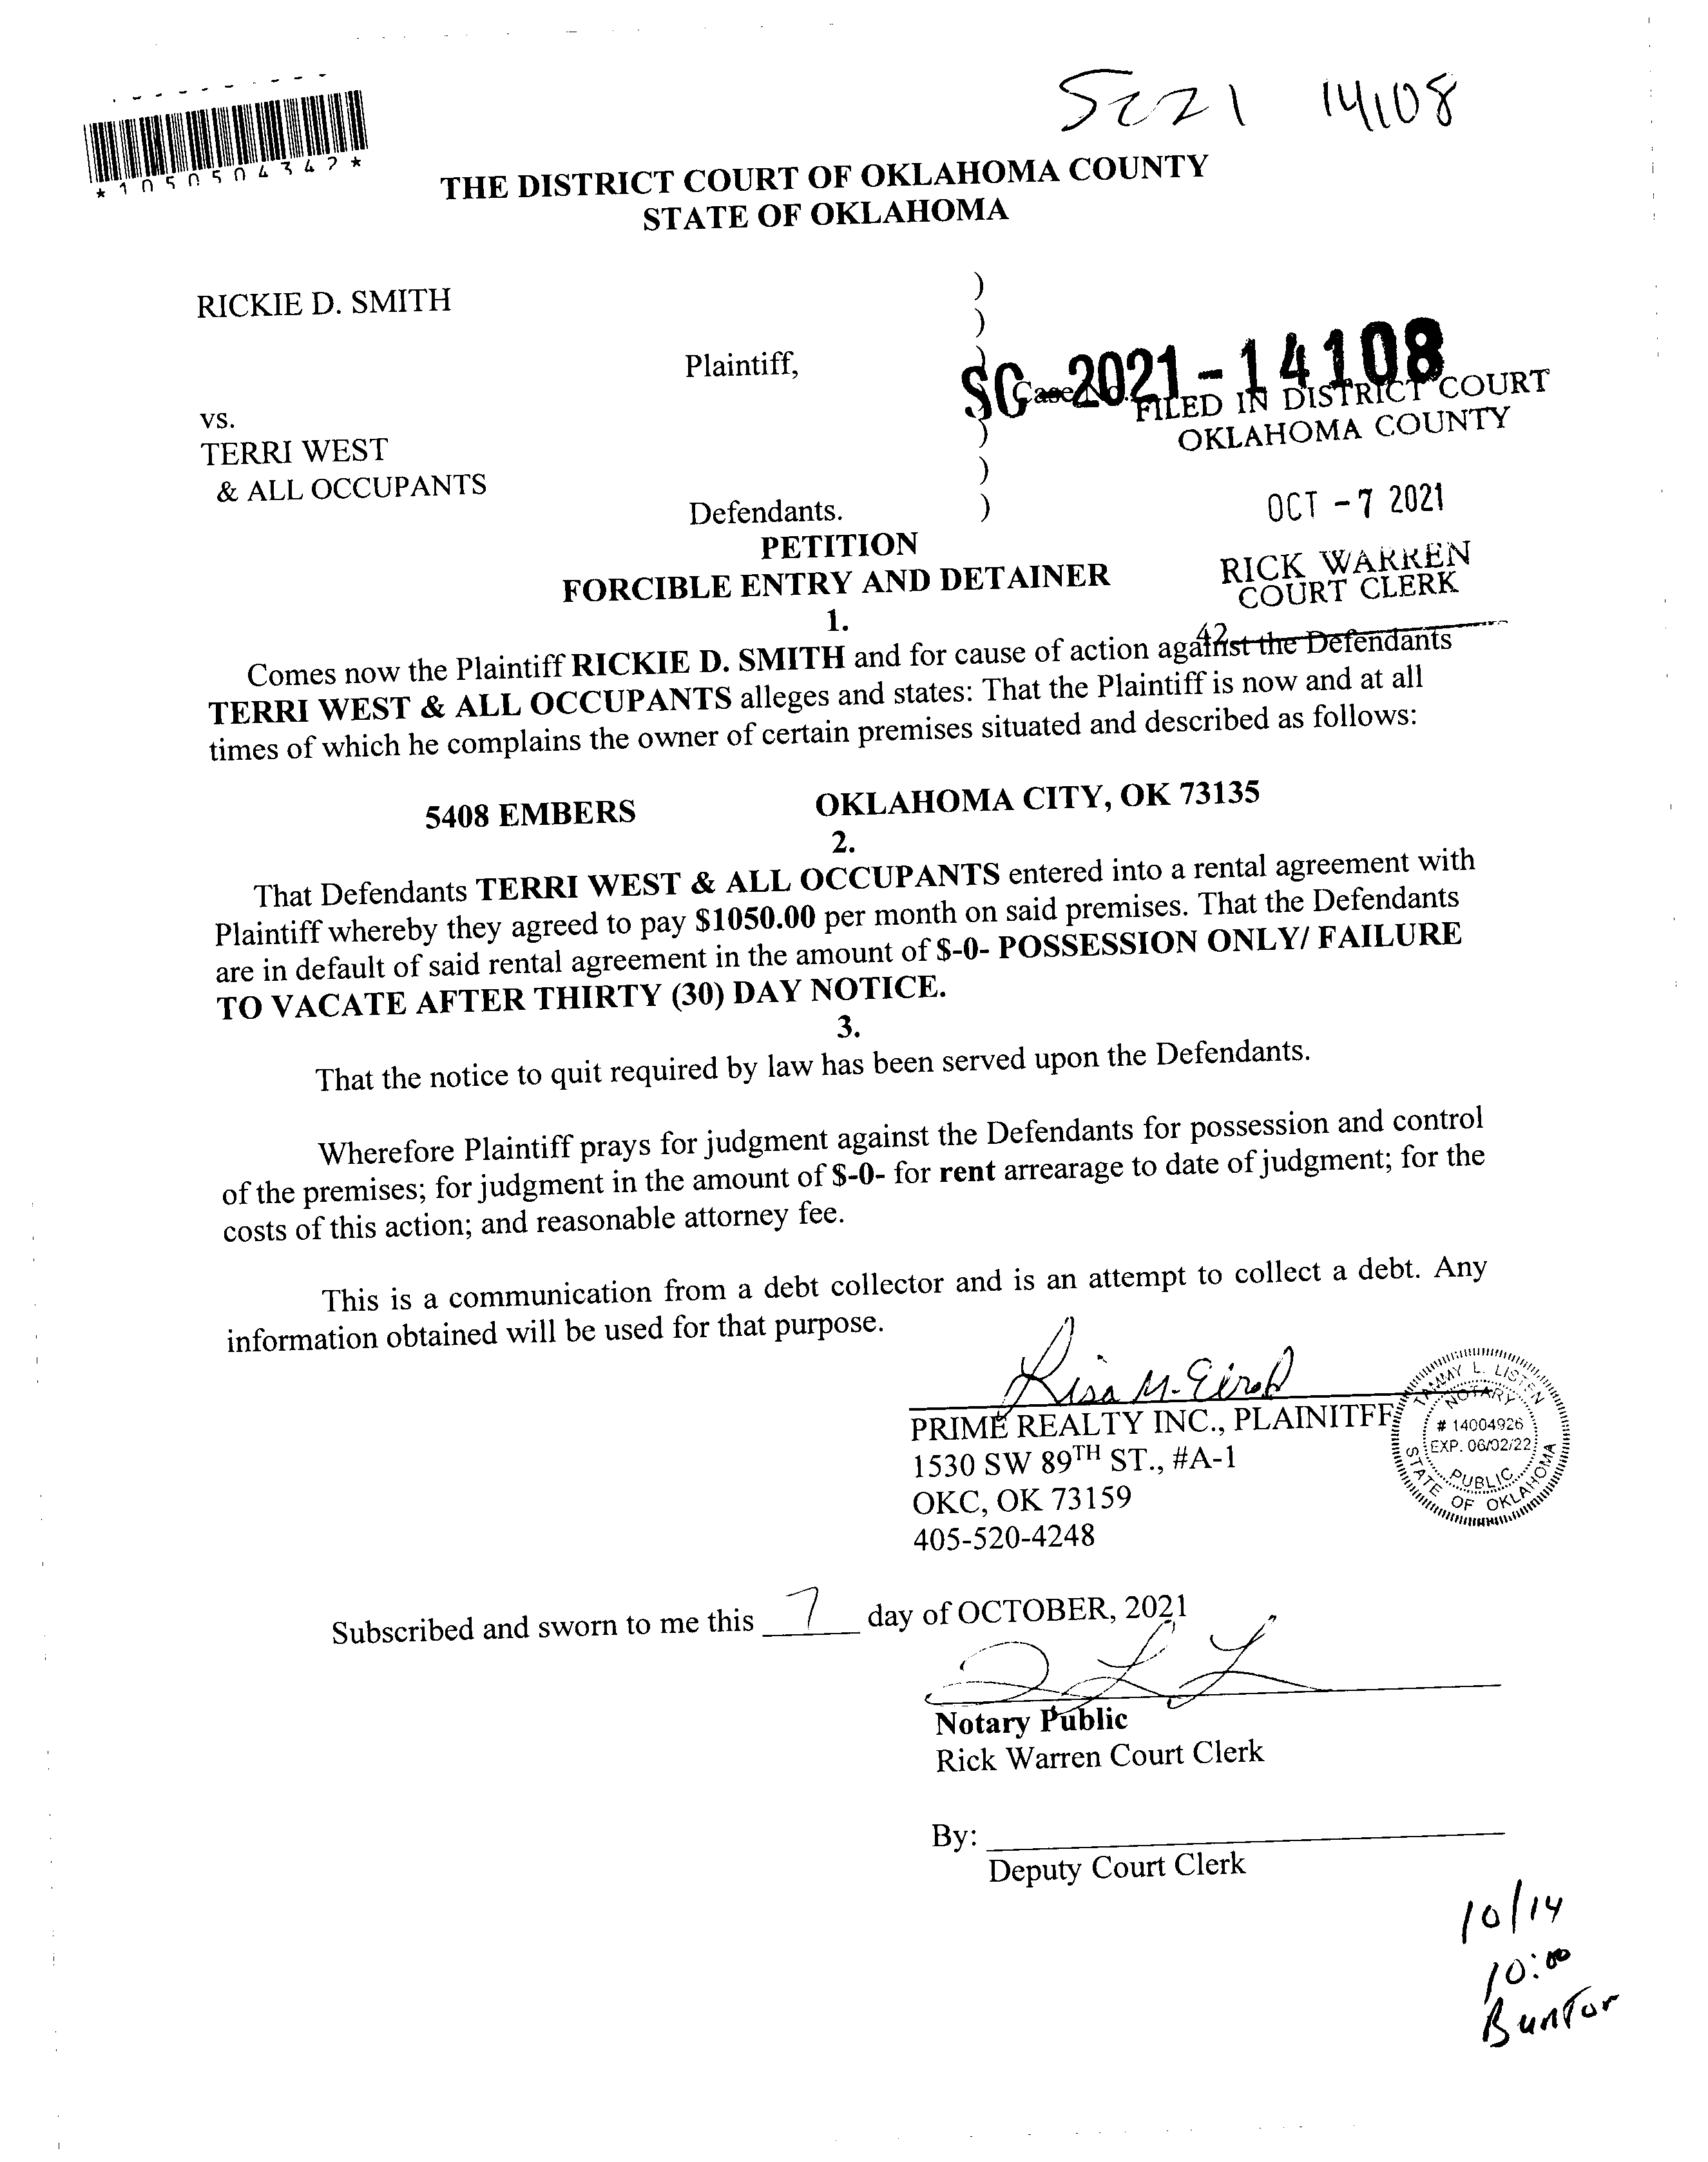 SC21 14108
*1050504342*
THE DISTRICT COURT OF OKLAHOMA COUNTY
STATE OF OKLAHOMA
RICKIE D. SMITH )
)
Plaintiff, )
SC-2021-14108
Case No.
FILED IN DISTRICT COURT
OKLAHOMA COUNTY
vs. )
TERRI WEST )
& ALL OCCUPANTS
Defendants. )
OCT - 7 2021
PETITION
RICK WARREN
COURT CLERK
FORCIBLE ENTRY AND DETAINER
1.
42
Comes now the Plaintiff RICKIE D. SMITH and for cause of action against the Defendants
TERRI WEST & ALL OCCUPANTS alleges and states: That the Plaintiff is now and at all
times of which he complains the owner of certain premises situated and described as follows:
5408 EMBERS OKLAHOMA CITY, OK 73135
2.
That Defendants TERRI WEST & ALL OCCUPANTS entered into a rental agreement with
Plaintiff whereby they agreed to pay $1050.00 per month on said premises. That the Defendants
are in default of said rental agreement in the amount of $-0- POSSESSION ONLY/ FAILURE
TO VACATE AFTER THIRTY (30) DAY NOTICE.
3.
That the notice to quit required by law has been served upon the Defendants.
Wherefore Plaintiff prays for judgment against the Defendants for possession and control
of the premises; for judgment in the amount of $-0- for rent arrearage to date of judgment; for the
costs of this action; and reasonable attorney fee.
This is a communication from a debt collector and is an attempt to collect a debt. Any
information obtained will be used for that purpose.
Lisa M.
PRIME REALTY INC., PLAINITFF
1530 SW 89TH ST., #A-1
OKC, OK 73159
405-520-4248
TAMMY L. LISTEN
NOTARY
# 14004926
EXP. 06/02/22
PUBLIC
STATE OF OKLAHOMA
Subscribed and sworn to me this 7 day of OCTOBER, 2021
Notary Public
Rick Warren Court Clerk
By:
Deputy Court Clerk
10/14
10:00
Buntor